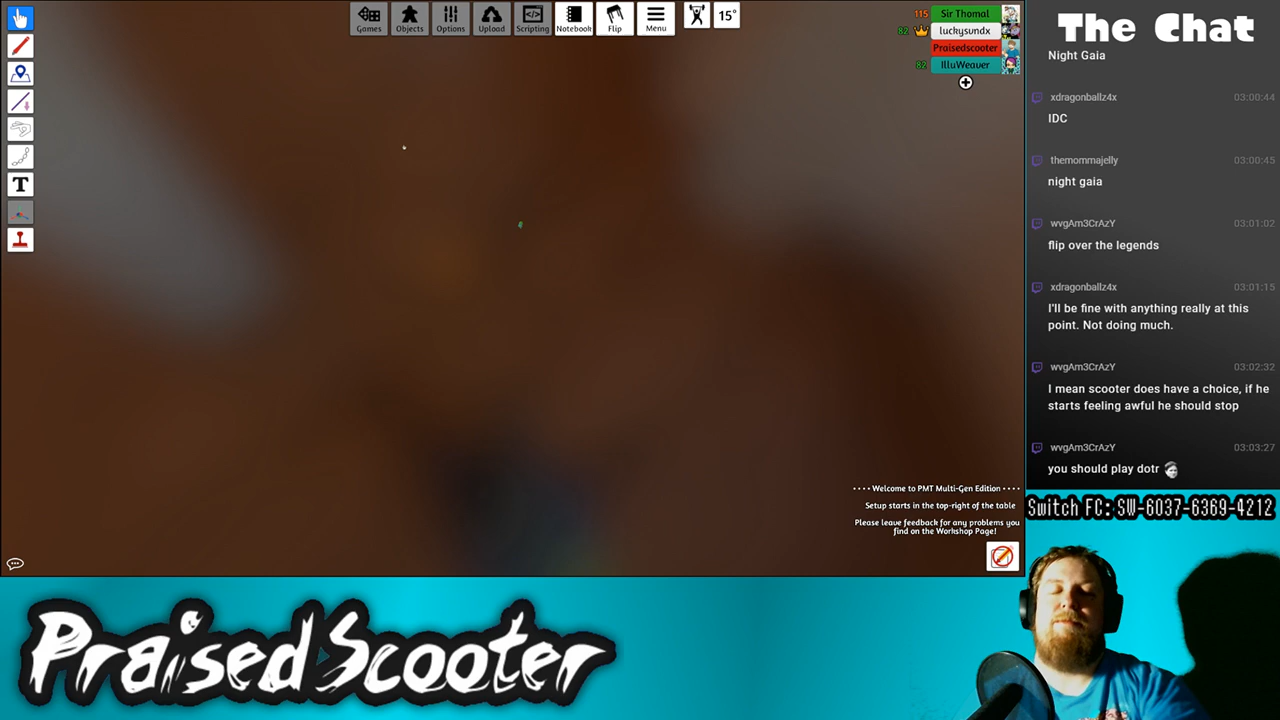 Games
Objects
Options
Upload
Scripting
Notebook
Flip
Menu
15°
115 Sir Thomal
82 luckysvndx
Praisedscooter
82 IlluWeaver
T
The Chat
Night Gaia
xdragonballz4x 03:00:44
IDC
themommajelly 03:00:45
night gaia
wvgAm3CrAzY 03:01:02
flip over the legends
xdragonballz4x 03:01:15
I'll be fine with anything really at this
point. Not doing much.
wvgAm3CrAzY 03:02:32
I mean scooter does have a choice, if he
starts feeling awful he should stop
wvgAm3CrAzY 03:03:27
you should play dotr
• • • • Welcome to PMT Multi-Gen Edition • • • •
Setup starts in the top-right of the table
Please leave feedback for any problems you
find on the Workshop Page!
Switch FC: SW-6037-6369-4212
PraisedScooter